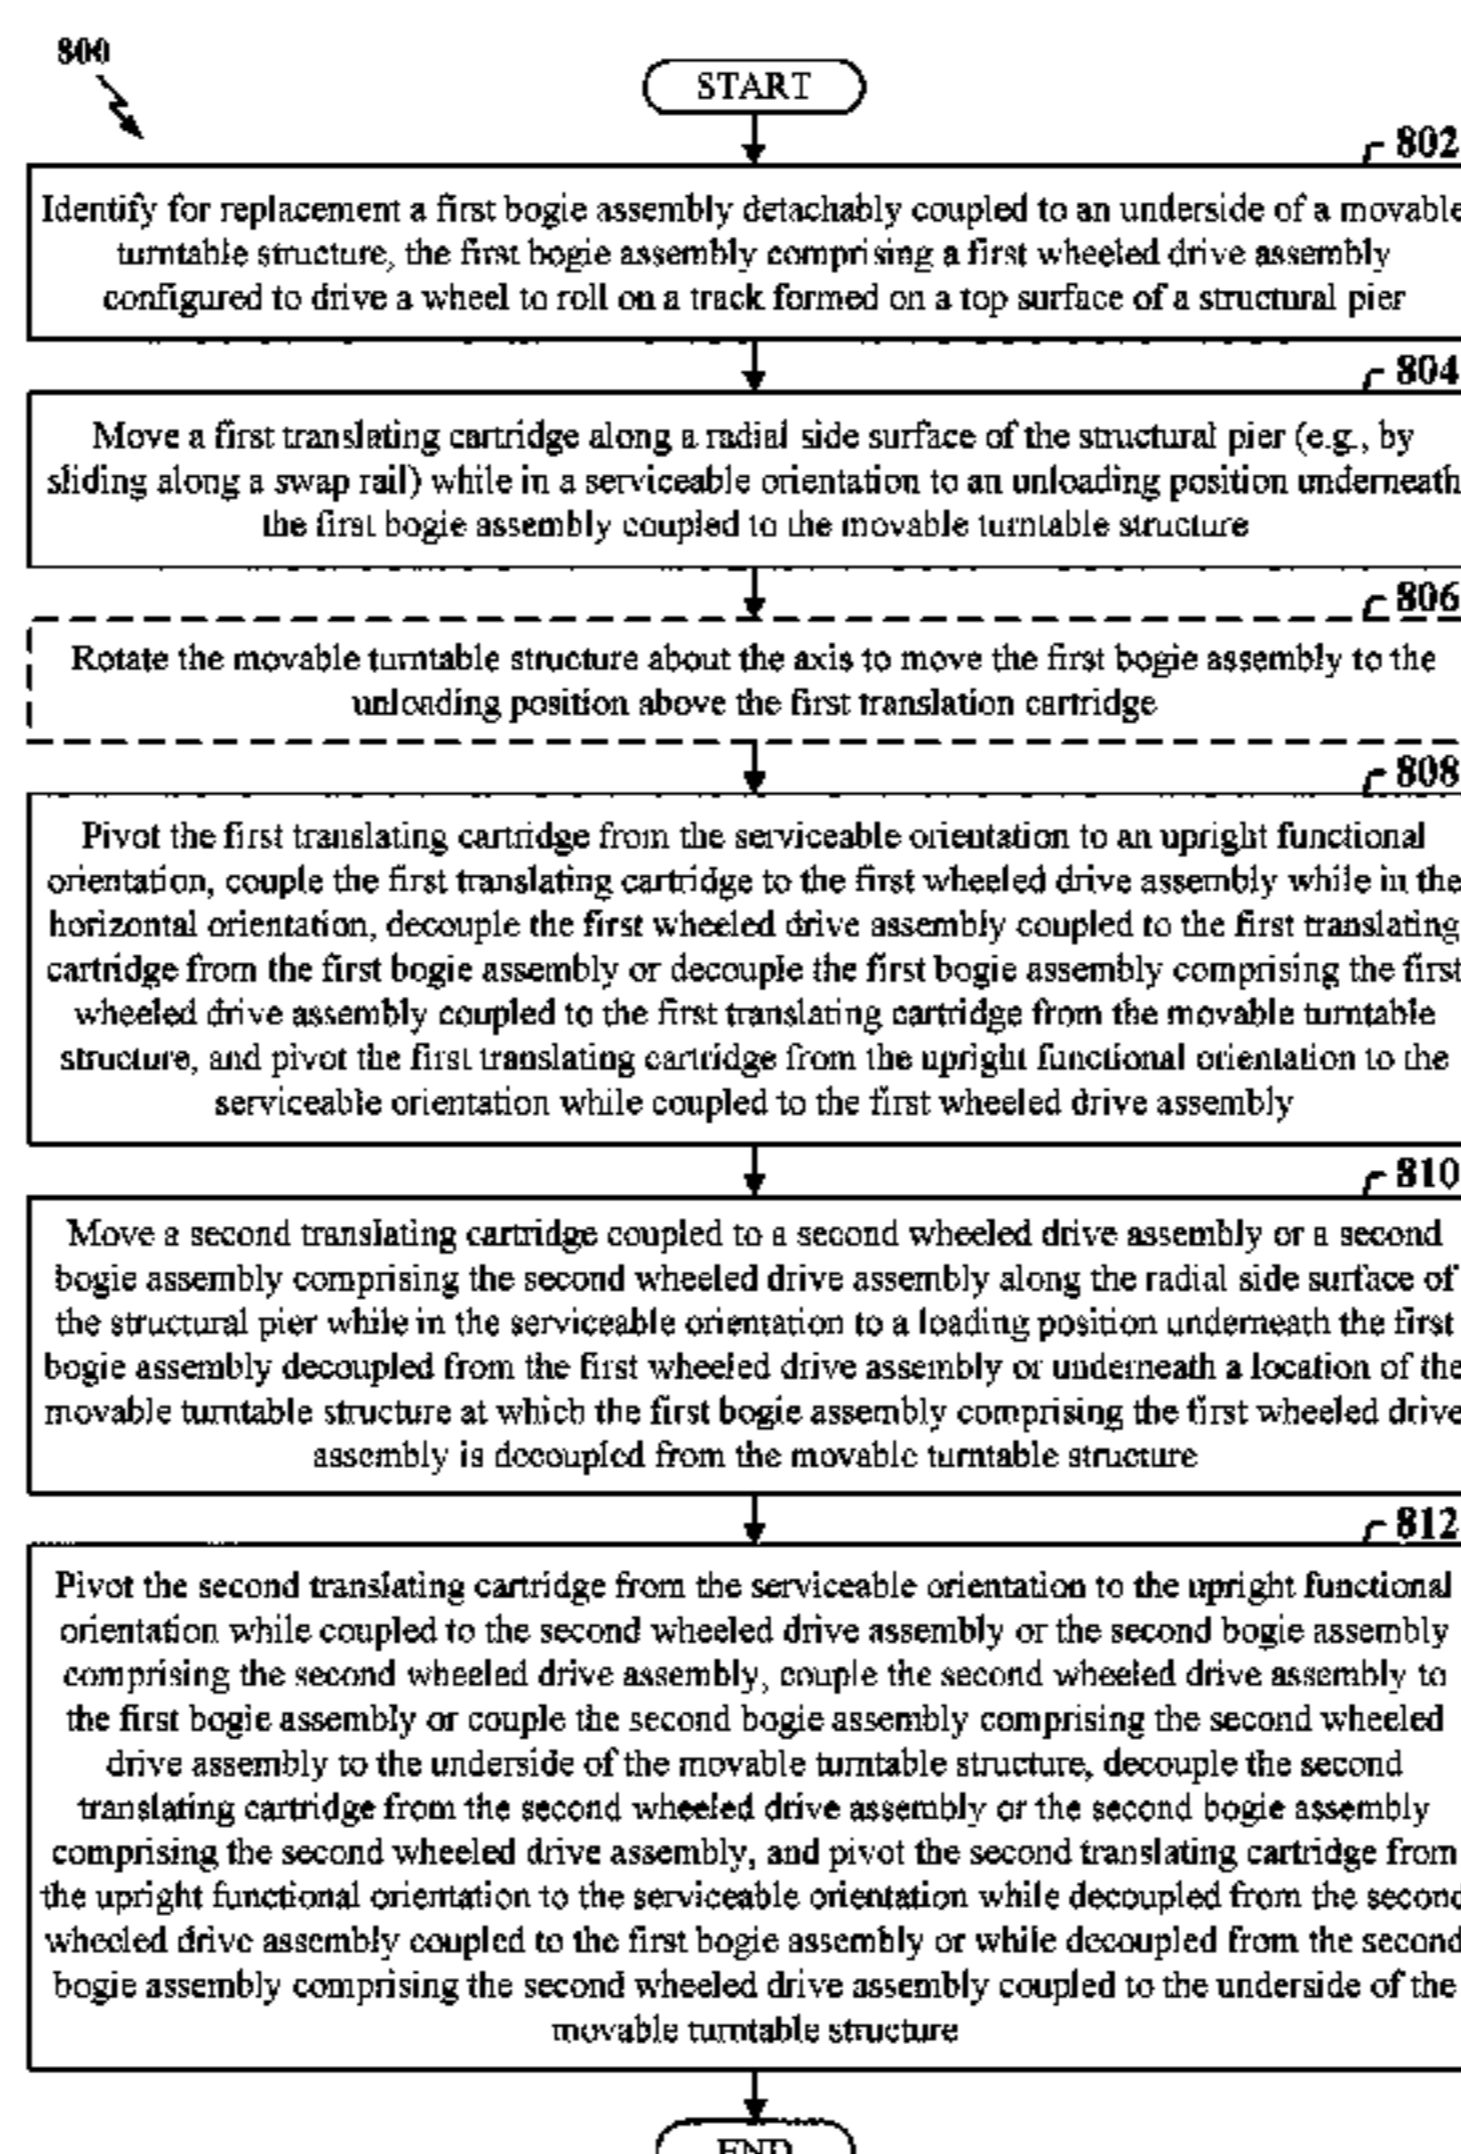 800
START
802
Identify for replacement a first bogie assembly detachably coupled to an underside of a movable
turntable structure, the first bogie assembly comprising a first wheeled drive assembly
configured to drive a wheel to roll on a track formed on a top surface of a structural pier
804
Move a first translating cartridge along a radial side surface of the structural pier (e.g., by
sliding along a swap rail) while in a serviceable orientation to an unloading position underneath
the first bogie assembly coupled to the movable turntable structure
806
Rotate the movable turntable structure about the axis to move the first bogie assembly to the
unloading position above the first translation cartridge
808
Pivot the first translating cartridge from the serviceable orientation to an upright functional
orientation, couple the first translating cartridge to the first wheeled drive assembly while in the
horizontal orientation, decouple the first wheeled drive assembly coupled to the first translating
cartridge from the first bogie assembly or decouple the first bogie assembly comprising the first
wheeled drive assembly coupled to the first translating cartridge from the movable turntable
structure, and pivot the first translating cartridge from the upright functional orientation to the
serviceable orientation while coupled to the first wheeled drive assembly
810
Move a second translating cartridge coupled to a second wheeled drive assembly or a second
bogie assembly comprising the second wheeled drive assembly along the radial side surface of
the structural pier while in the serviceable orientation to a loading position underneath the first
bogie assembly decoupled from the first wheeled drive assembly or underneath a location of the
movable turntable structure at which the first bogie assembly comprising the first wheeled drive
assembly is decoupled from the movable turntable structure
812
Pivot the second translating cartridge from the serviceable orientation to the upright functional
orientation while coupled to the second wheeled drive assembly or the second bogie assembly
comprising the second wheeled drive assembly, couple the second wheeled drive assembly to
the first bogie assembly or couple the second bogie assembly comprising the second wheeled
drive assembly to the underside of the movable turntable structure, decouple the second
translating cartridge from the second wheeled drive assembly or the second bogie assembly
comprising the second wheeled drive assembly, and pivot the second translating cartridge from
the upright functional orientation to the serviceable orientation while decoupled from the second
wheeled drive assembly coupled to the first bogie assembly or while decoupled from the second
bogie assembly comprising the second wheeled drive assembly coupled to the underside of the
movable turntable structure
END